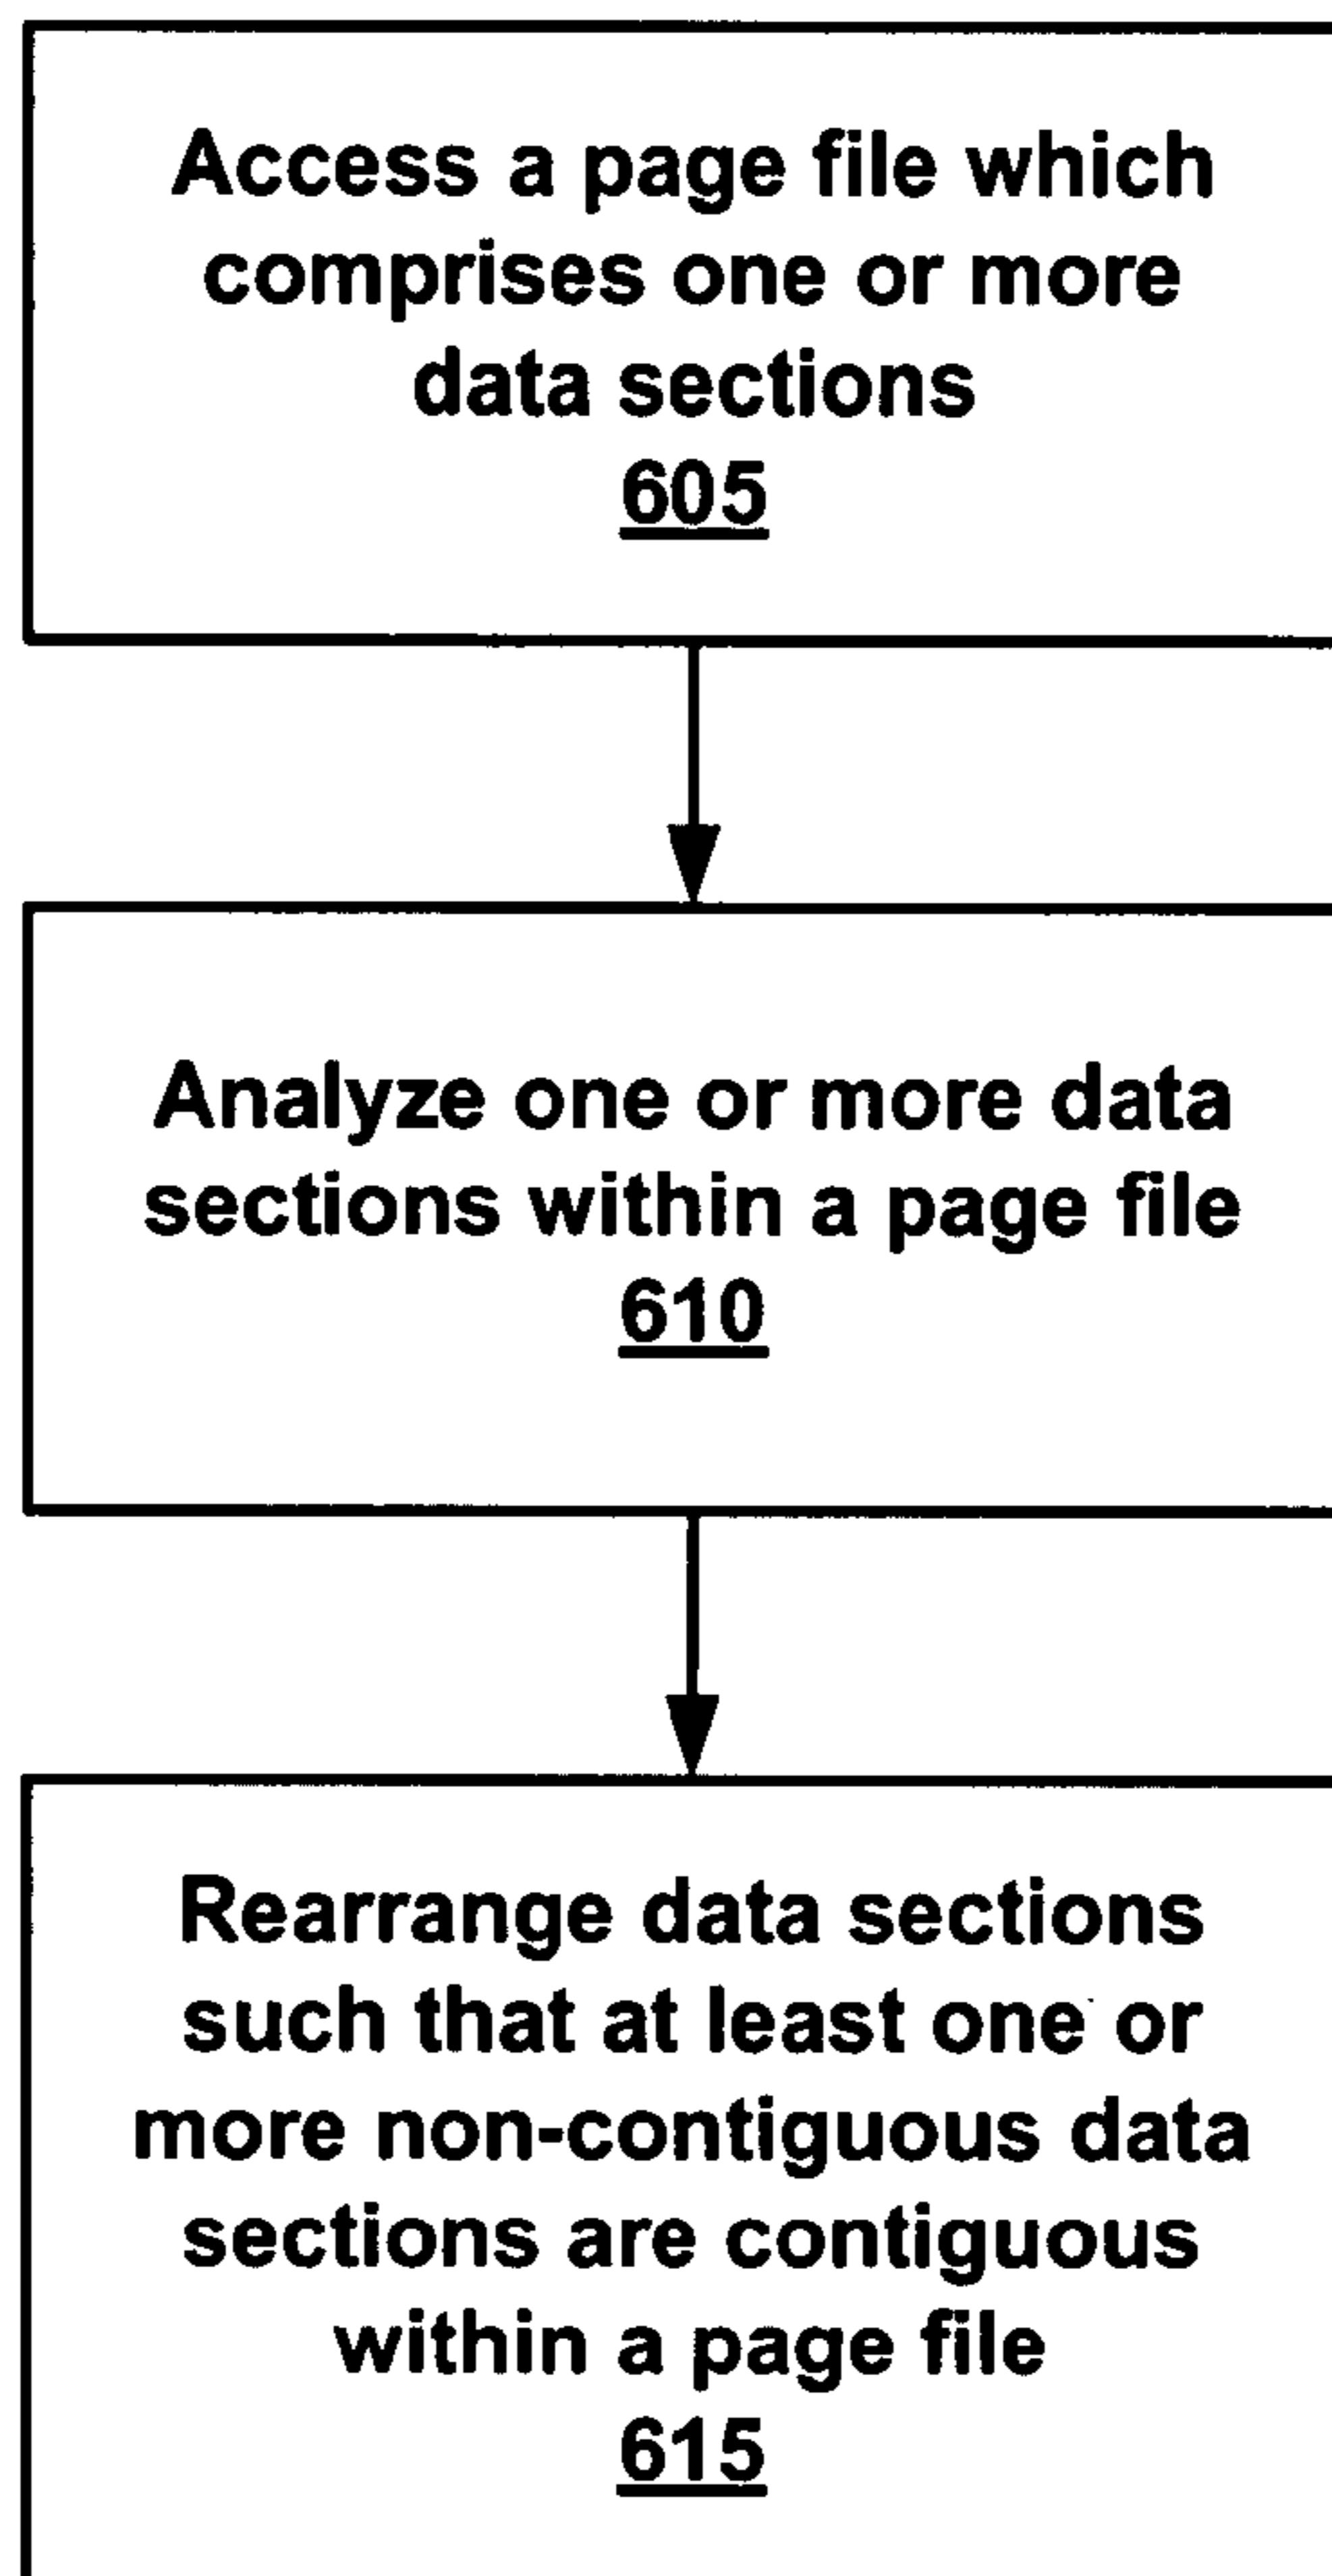 Access a page file which
comprises one or more
data sections
605
Analyze one or more data
sections within a page file
610
Rearrange data sections
such that at least one or
more non-contiguous data
sections are contiguous
within a page file
615